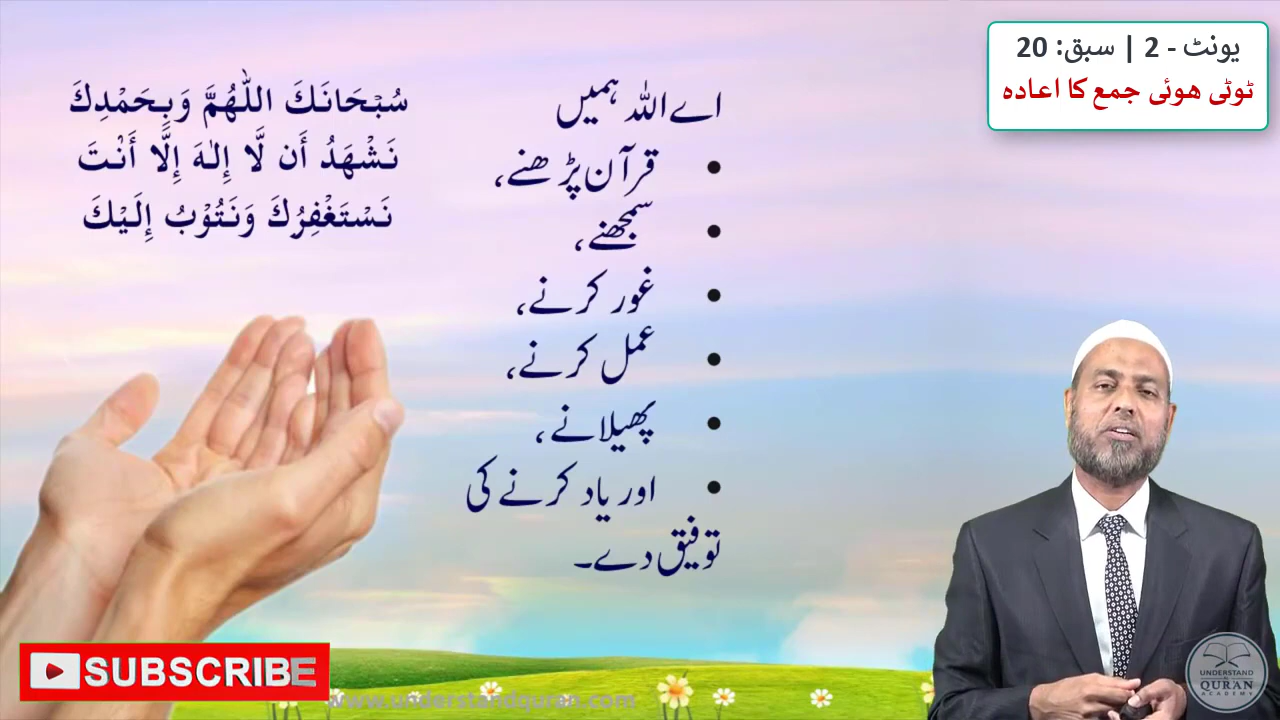 یونٹ - 2 | سبق: 20
ٹوٹی ھوئی جمع کا اعادہ
اے اللہ ہمیں
• قرآن پڑھنے،
• سمجھنے،
• غور کرنے،
• عمل کرنے،
• پھیلانے،
• اور یاد کرنے کی
توفیق دے۔
سُبْحَانَكَ اللّٰهُمَّ وَبِحَمْدِكَ
نَشْهَدُ أَن لَّا إِلٰهَ إِلَّا أَنْتَ
نَسْتَغْفِرُكَ وَنَتُوْبُ إِلَيْكَ
SUBSCRIBE
www.understandquran.com
UNDERSTAND
QURAN
ACADEMY